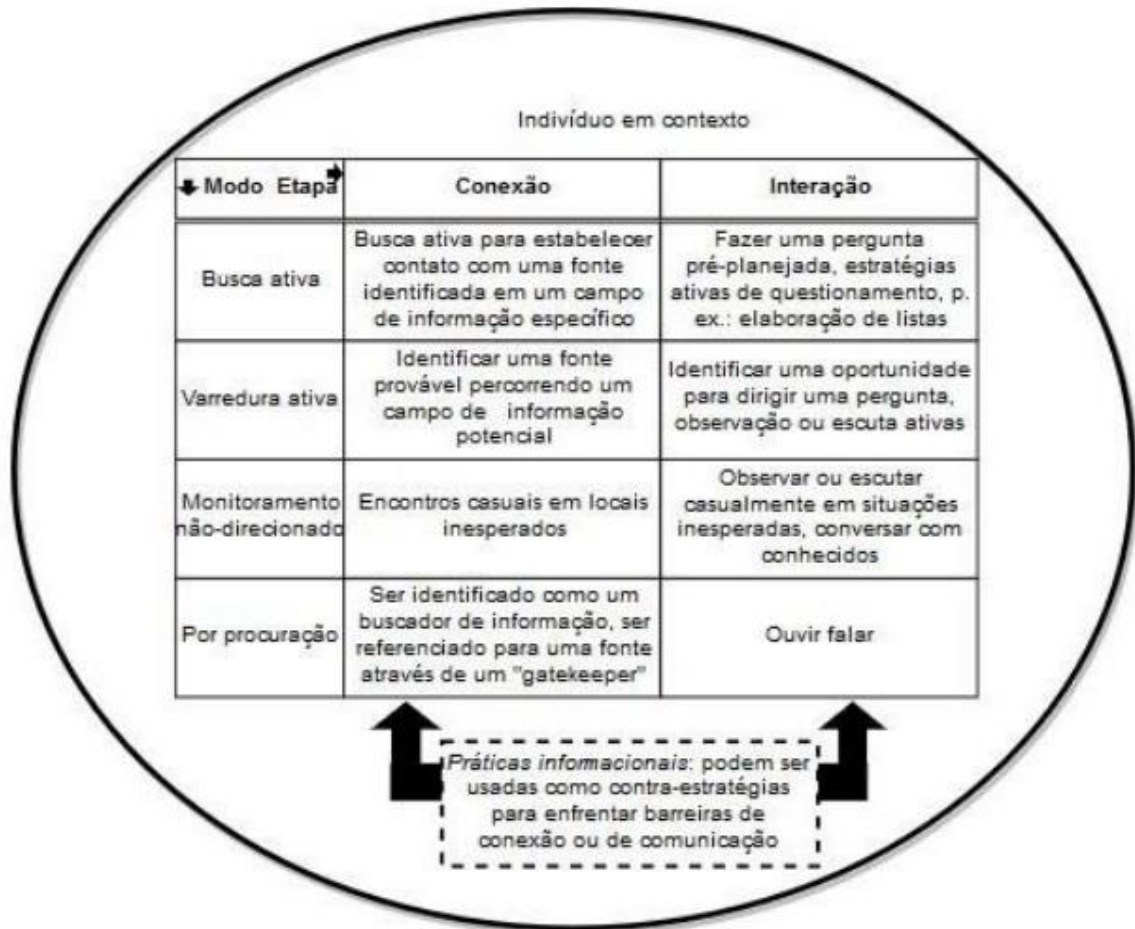 Indivíduo em contexto
Modo Etapa
Conexão
Interação
Busca ativa
Busca ativa para estabelecer
contato com uma fonte
identificada em um campo
de informação específico
Fazer uma pergunta
pré-planejada, estratégias
ativas de questionamento, p.
ex.: elaboração de listas
Varredura ativa
Identificar uma fonte
provável percorrendo um
campo de informação
potencial
Identificar uma oportunidade
para dirigir uma pergunta,
observação ou escuta ativas
Monitoramento
não-direcionado
Encontros casuais em locais
inesperados
Observar ou escutar
casualmente em situações
inesperadas, conversar com
conhecidos
Por procuração
Ser identificado como um
buscador de informação, ser
referenciado para uma fonte
através de um "gatekeeper"
Ouvir falar
Práticas informacionais: podem ser
usadas como contra-estratégias
para enfrentar barreiras de
conexão ou de comunicação